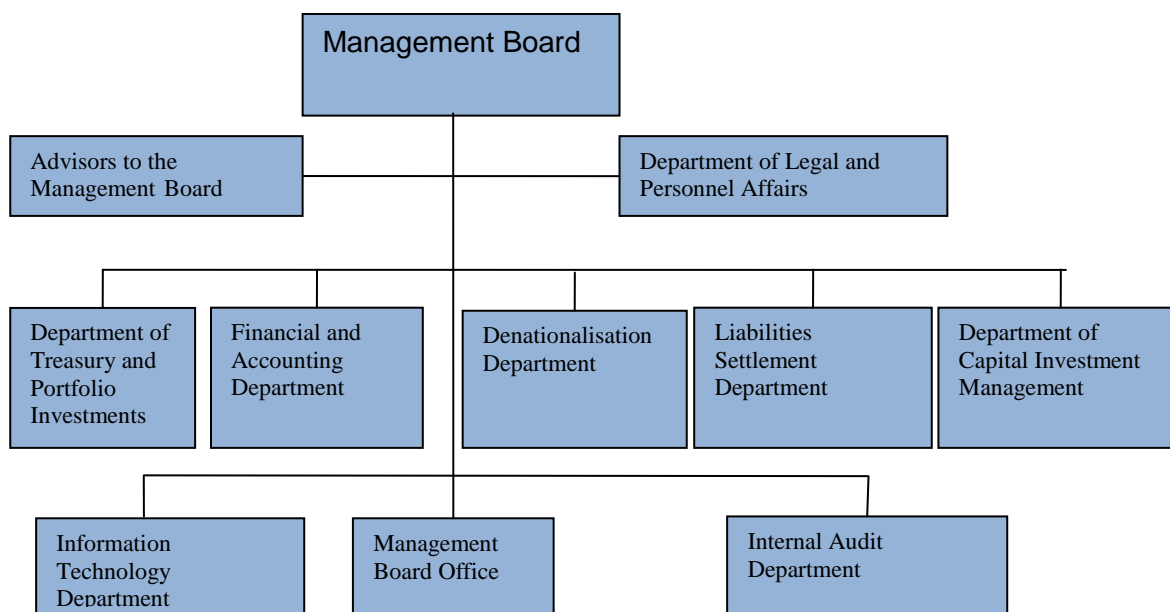 Management Board
Advisors to the
Management Board
Department of Legal and
Personnel Affairs
Department of
Treasury and
Portfolio
Investments
Financial and
Accounting
Department
Denationalisation
Department
Liabilities
Settlement
Department
Department of
Capital Investment
Management
Information
Technology
Department
Management
Board Office
Internal Audit
Department